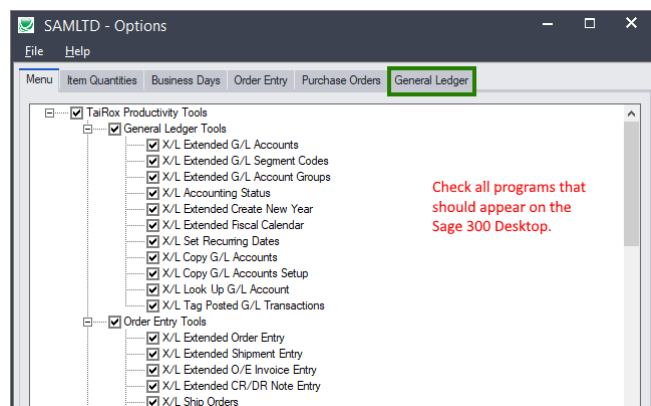 SAMLTD - Options
File Help
Menu Item Quantities Business Days Order Entry Purchase Orders General Ledger
TaiRox Productivity Tools
General Ledger Tools
X/L Extended G/L Accounts
X/L Extended G/L Segment Codes
X/L Extended G/L Account Groups
X/L Accounting Status
X/L Extended Create New Year
X/L Extended Fiscal Calendar
X/L Set Recurring Dates
X/L Copy G/L Accounts
X/L Copy G/L Accounts Setup
X/L Look Up G/L Account
X/L Tag Posted G/L Transactions
Order Entry Tools
X/L Extended Order Entry
X/L Extended Shipment Entry
X/L Extended O/E Invoice Entry
X/L Extended CR/DR Note Entry
X/L Ship Orders
Check all programs that
should appear on the
Sage 300 Desktop.